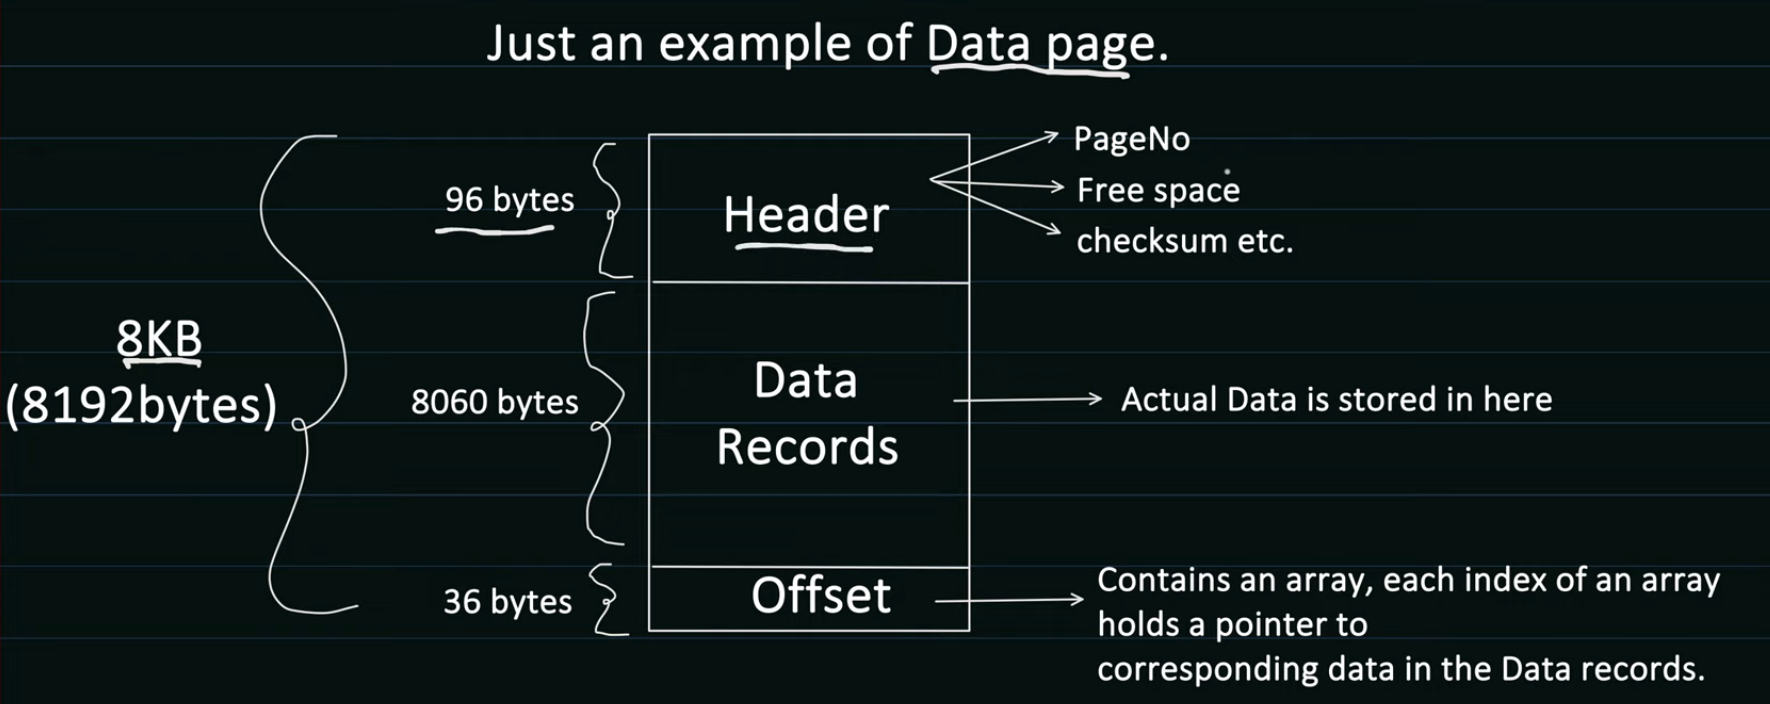 Just an example of Data page.
PageNo
96 bytes
Header
Free space
checksum etc.
8KB
(8192bytes)
8060 bytes
Data
Records
Actual Data is stored in here
36 bytes
Offset
Contains an array, each index of an array
holds a pointer to
corresponding data in the Data records.